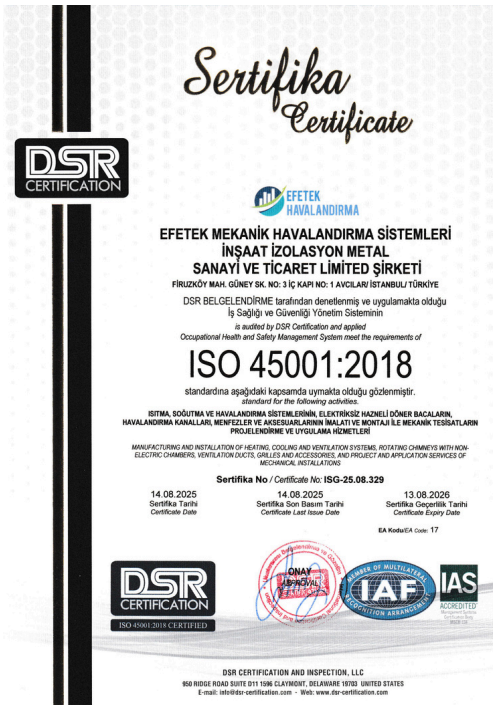 Sertifika
Certificate
DSR
CERTIFICATION
EFETEK
HAVALANDIRMA
EFETEK MEKANİK HAVALANDIRMA SİSTEMLERİ
İNŞAAT İZOLASYON METAL
SANAYİ VE TİCARET LİMİTED ŞİRKETİ
FİRUZKÖY MAH. GÜNEY SK. NO: 3 İÇ KAPI NO: 1 AVCILAR/ İSTANBUL/ TÜRKİYE
DSR BELGELENDİRME tarafından denetlenmiş ve uygulamakta olduğu
İş Sağlığı ve Güvenliği Yönetim Sisteminin
is audited by DSR Certification and applied
Occupational Health and Safety Management System meet the requirements of
ISO 45001:2018
standardına aşağıdaki kapsamda uymakta olduğu gözlenmiştir.
standard for the following activities.
ISITMA, SOĞUTMA VE HAVALANDIRMA SİSTEMLERİNİN, ELEKTRİKSİZ HAZNELİ DÖNER BACALARIN,
HAVALANDIRMA KANALLARI, MENFEZLER VE AKSESUARLARININ İMALATI VE MONTAJI İLE MEKANİK TESİSATLARIN
PROJELENDİRME VE UYGULAMA HİZMETLERİ
MANUFACTURING AND INSTALLATION OF HEATING, COOLING AND VENTILATION SYSTEMS, ROTATING CHIMNEYS WITH NON-
ELECTRIC CHAMBERS, VENTILATION DUCTS, GRILLES AND ACCESSORIES, AND PROJECT AND APPLICATION SERVICES OF
MECHANICAL INSTALLATIONS
Sertifika No / Certificate No: ISG-25.08.329
14.08.2025 14.08.2025 13.08.2026
Sertifika Tarihi Sertifika Son Basım Tarihi Sertifika Geçerlilik Tarihi
Certificate Date Certificate Last Issue Date Certificate Expiry Date
EA Kodu/EA Code: 17
DSR
CERTIFICATION
ISO 45001:2018 CERTIFIED
ONAY
APPROVAL
MEMBER OF MULTILATERAL
IAF
RECOGNITION ARRANGEMENT
IAS
ACCREDITED
Management Systems
Certification Body
DSR CERTIFICATION AND INSPECTION, LLC
950 RIDGE ROAD SUITE D11 1596 CLAYMONT, DELAWARE 19703 UNITED STATES
E-mail: info@dsr-certification.com - Web: www.dsr-certification.com